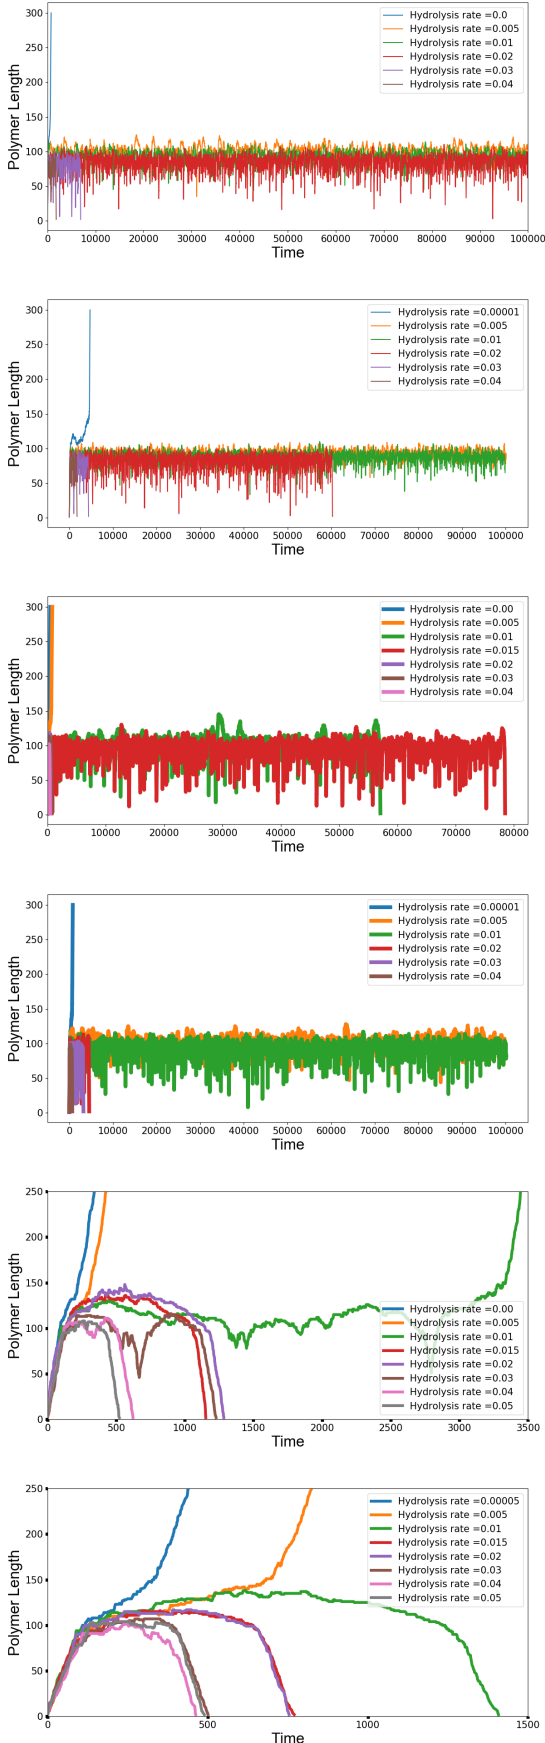 300
250
200
150
100
50
0
Polymer Length
Hydrolysis rate =0.0
Hydrolysis rate =0.005
Hydrolysis rate =0.01
Hydrolysis rate =0.02
Hydrolysis rate =0.03
Hydrolysis rate =0.04
0 10000 20000 30000 40000 50000 60000 70000 80000 90000 100000
Time
300
250
200
150
100
50
0
Polymer Length
Hydrolysis rate =0.00001
Hydrolysis rate =0.005
Hydrolysis rate =0.01
Hydrolysis rate =0.02
Hydrolysis rate =0.03
Hydrolysis rate =0.04
0 10000 20000 30000 40000 50000 60000 70000 80000 90000 100000
Time
300
250
200
150
100
50
0
Polymer Length
Hydrolysis rate =0.00
Hydrolysis rate =0.005
Hydrolysis rate =0.01
Hydrolysis rate =0.015
Hydrolysis rate =0.02
Hydrolysis rate =0.03
Hydrolysis rate =0.04
0 10000 20000 30000 40000 50000 60000 70000 80000
Time
300
250
200
150
100
50
0
Polymer Length
Hydrolysis rate =0.00001
Hydrolysis rate =0.005
Hydrolysis rate =0.01
Hydrolysis rate =0.02
Hydrolysis rate =0.03
Hydrolysis rate =0.04
0 10000 20000 30000 40000 50000 60000 70000 80000 90000 100000
Time
250
200
150
100
50
0
Polymer Length
Hydrolysis rate =0.00
Hydrolysis rate =0.005
Hydrolysis rate =0.01
Hydrolysis rate =0.015
Hydrolysis rate =0.02
Hydrolysis rate =0.03
Hydrolysis rate =0.04
Hydrolysis rate =0.05
0 500 1000 1500 2000 2500 3000 3500
Time
250
200
150
100
50
0
Polymer Length
Hydrolysis rate =0.00005
Hydrolysis rate =0.005
Hydrolysis rate =0.01
Hydrolysis rate =0.015
Hydrolysis rate =0.02
Hydrolysis rate =0.03
Hydrolysis rate =0.04
Hydrolysis rate =0.05
0 500 1000 1500
Time